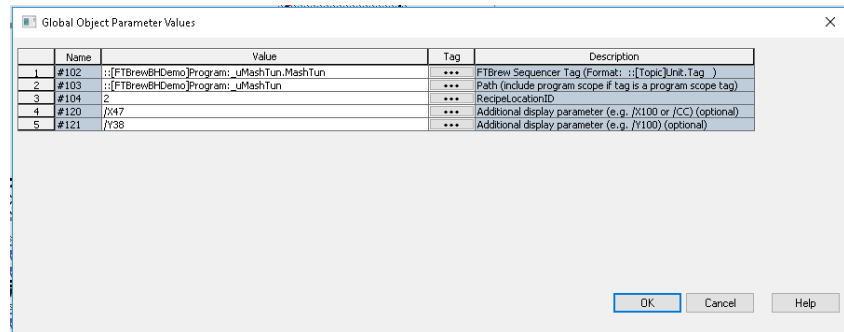 Global Object Parameter Values
Name Value Tag Description
1 #102 ::[FTBrewBHDemo]Program:_uMashTun.MashTun ••• FTBrew Sequencer Tag (Format: ::[Topic]Unit.Tag )
2 #103 ::[FTBrewBHDemo]Program:_uMashTun ••• Path (include program scope if tag is a program scope tag)
3 #104 2 ••• RecipeLocationID
4 #120 /X47 ••• Additional display parameter (e.g. /X100 or /CC) (optional)
5 #121 /Y38 ••• Additional display parameter (e.g. /Y100) (optional)
OK Cancel Help